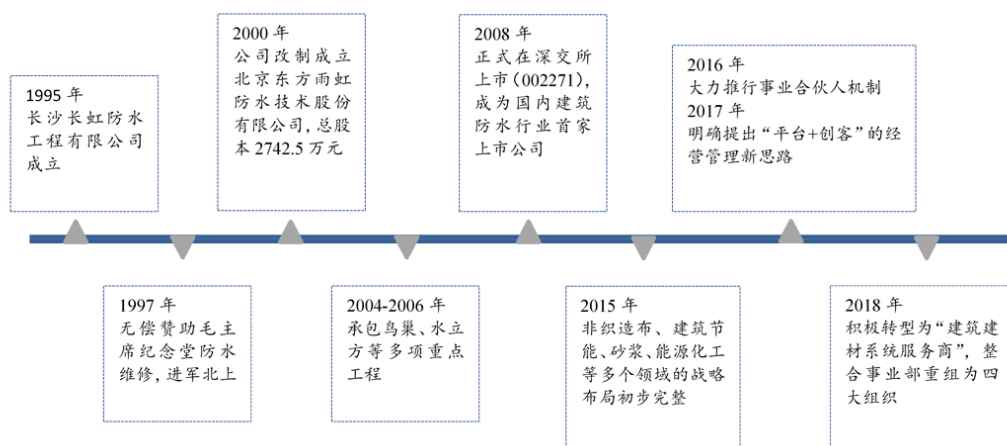 1995 年
长沙长虹防水
工程有限公司
成立
1997 年
无偿赞助毛主
席纪念堂防水
维修，进军北上
2000 年
公司改制成立
北京东方雨虹
防水技术股份
有限公司，总股
本 2742.5 万元
2004-2006 年
承包鸟巢、水立
方等多项重点
工程
2008 年
正式在深交所
上市（002271），
成为国内建筑
防水行业首家
上市公司
2015 年
非织造布、建筑节
能、砂浆、能源化工
等多个领域的战略
布局初步完整
2016 年
大力推行事业合伙人机制
2017 年
明确提出“平台+创客”的经
营管理新思路
2018 年
积极转型为“建筑建
材系统服务商”，整
合事业部重组为四
大组织